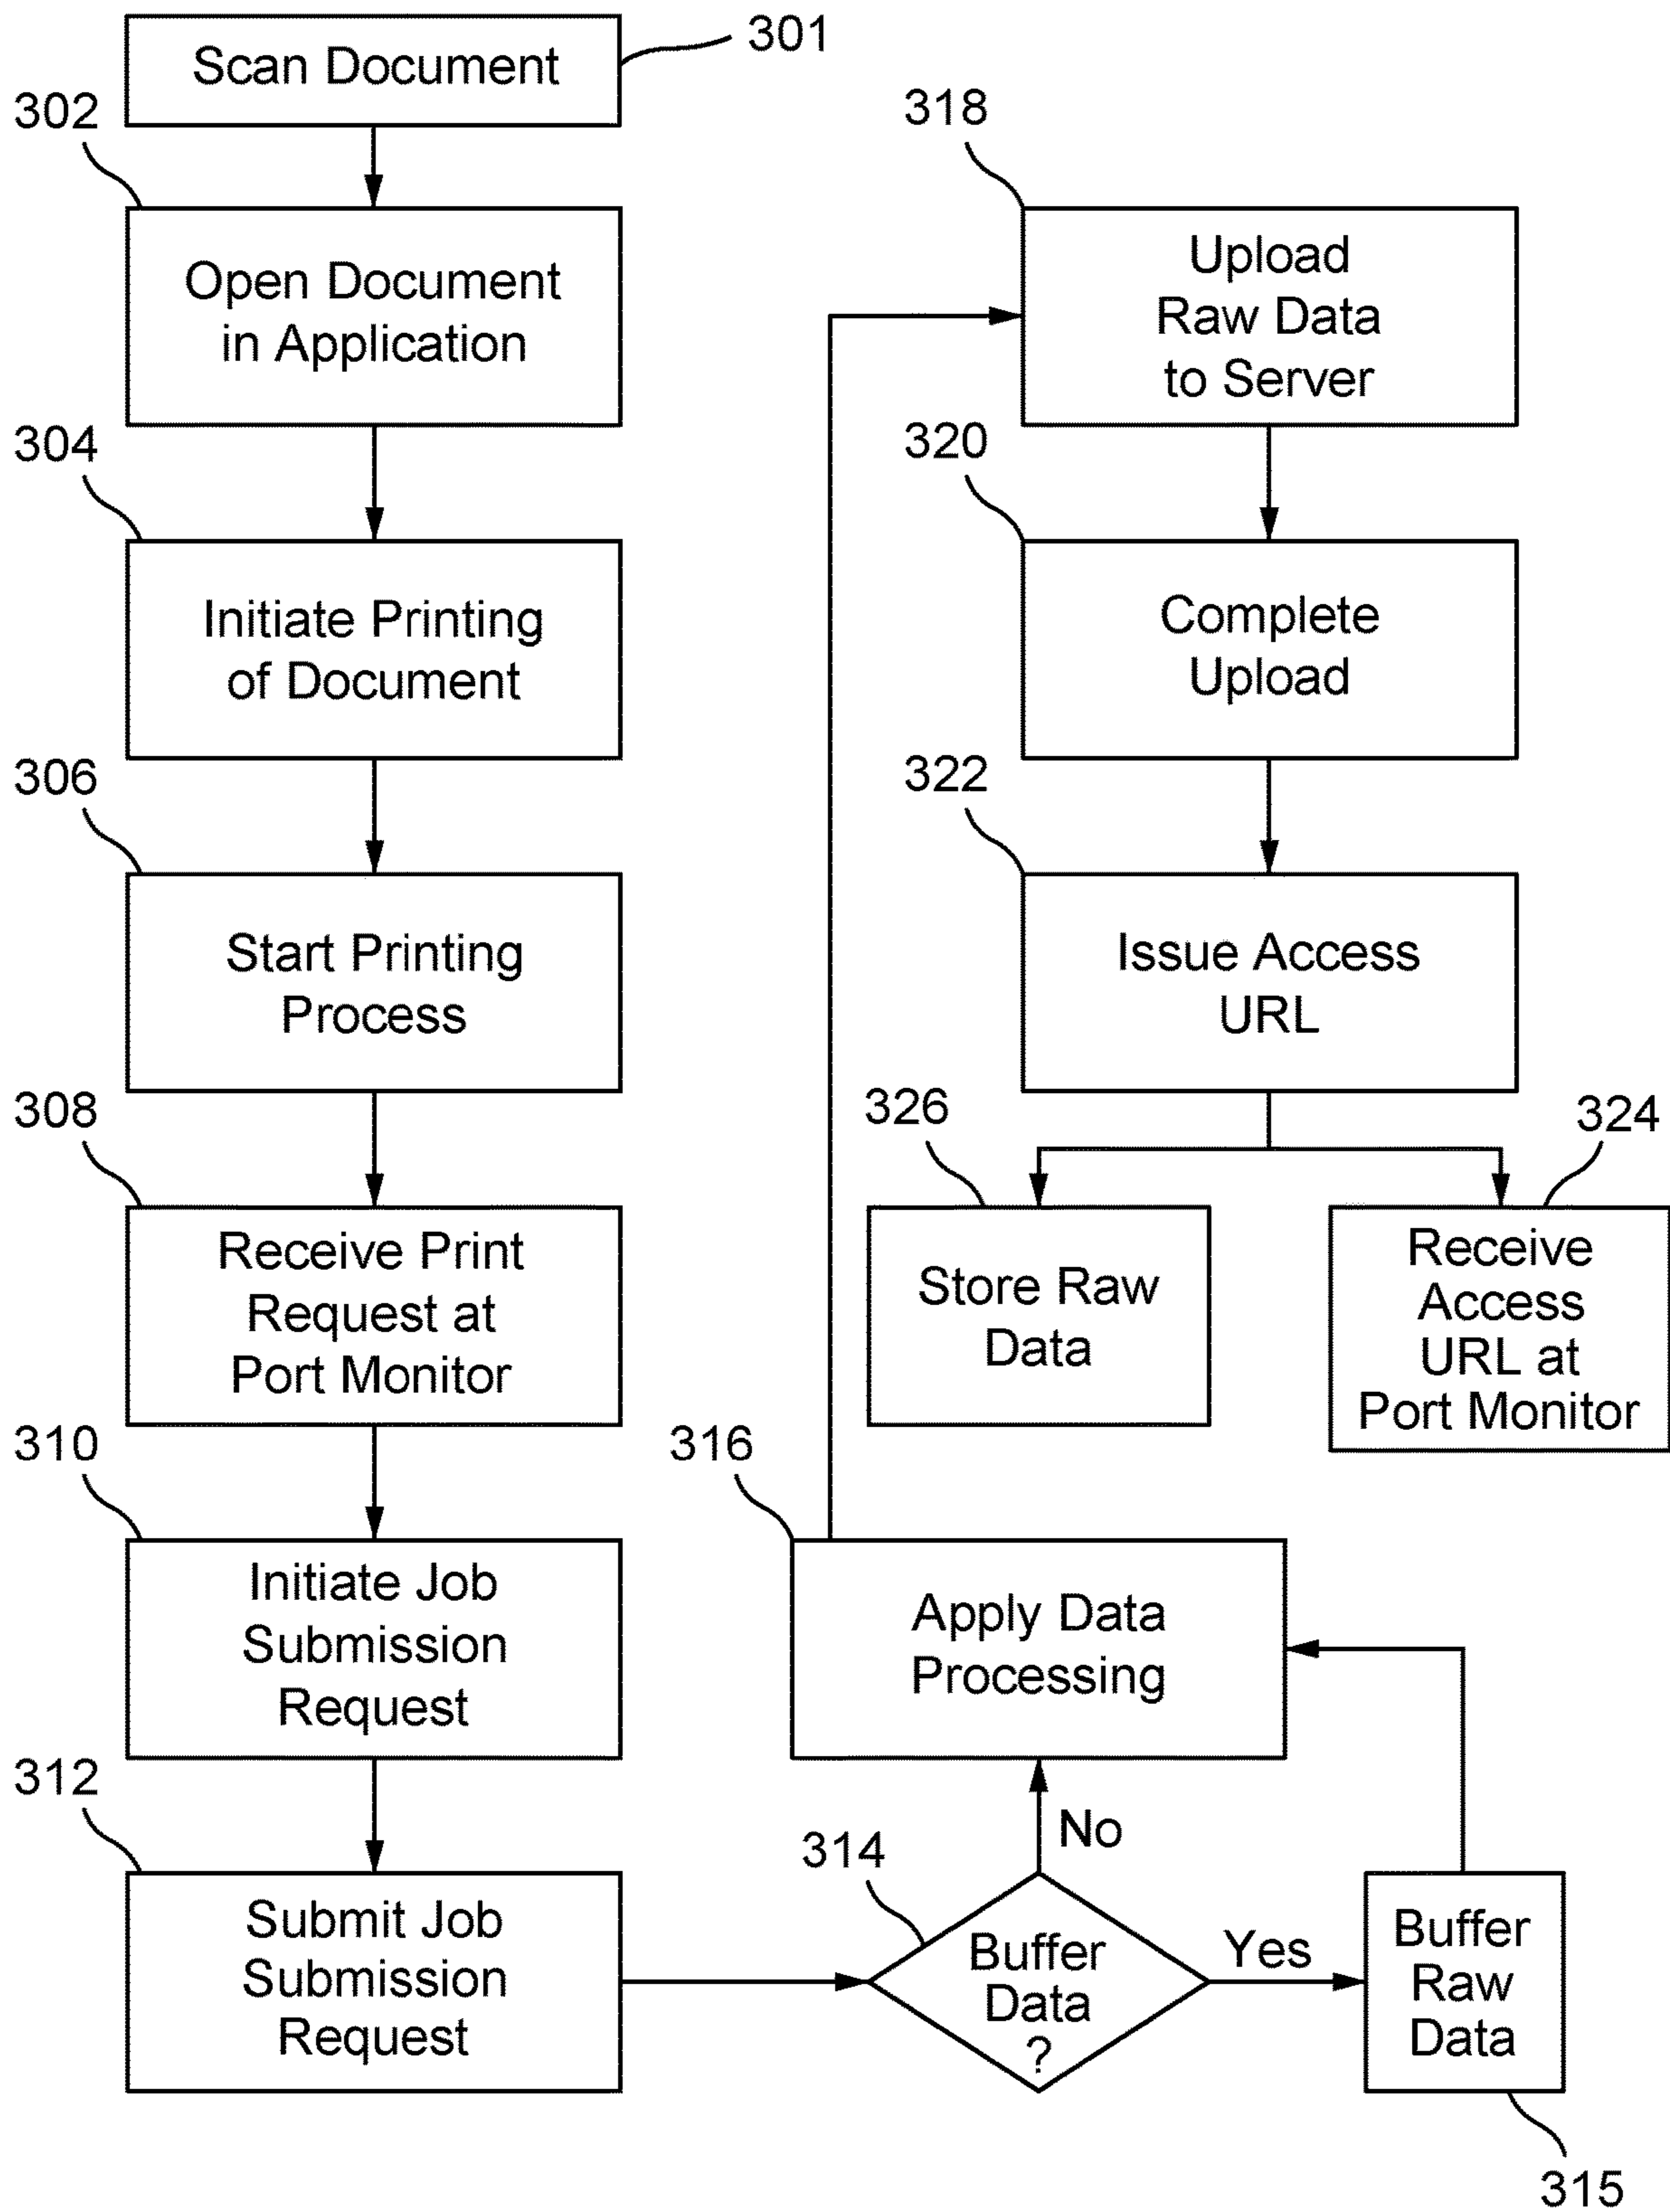 301
Scan Document
302
Open Document
in Application
304
Initiate Printing
of Document
306
Start Printing
Process
308
Receive Print
Request at
Port Monitor
310
Initiate Job
Submission
Request
312
Submit Job
Submission
Request
314
Buffer
Data
?
Yes
No
315
Buffer
Raw
Data
316
Apply Data
Processing
318
Upload
Raw Data
to Server
320
Complete
Upload
322
Issue Access
URL
326
Store Raw
Data
324
Receive
Access
URL at
Port Monitor